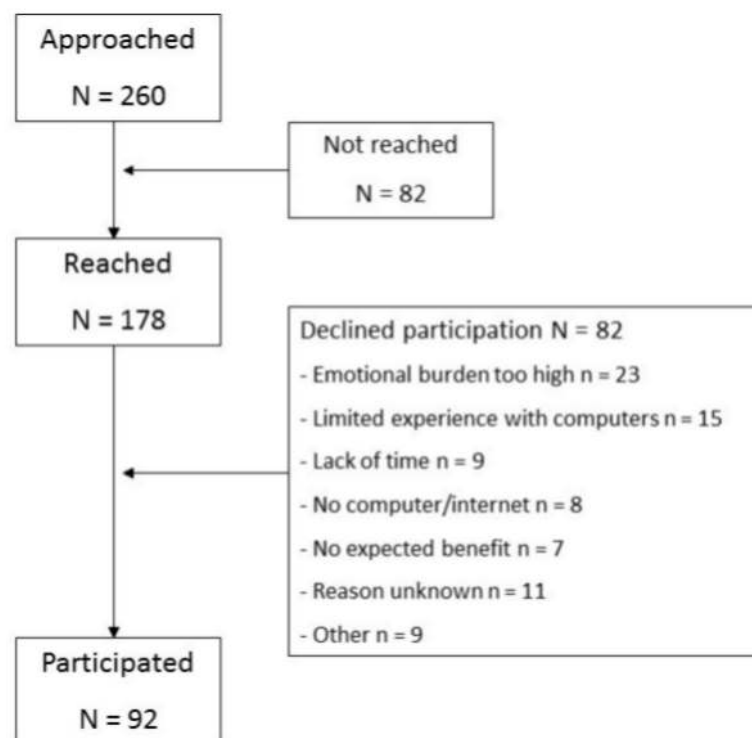 Approached
N = 260
Not reached
N = 82
Reached
N = 178
Declined participation N = 82
- Emotional burden too high n = 23
- Limited experience with computers n = 15
- Lack of time n = 9
- No computer/internet n = 8
- No expected benefit n = 7
- Reason unknown n = 11
- Other n = 9
Participated
N = 92